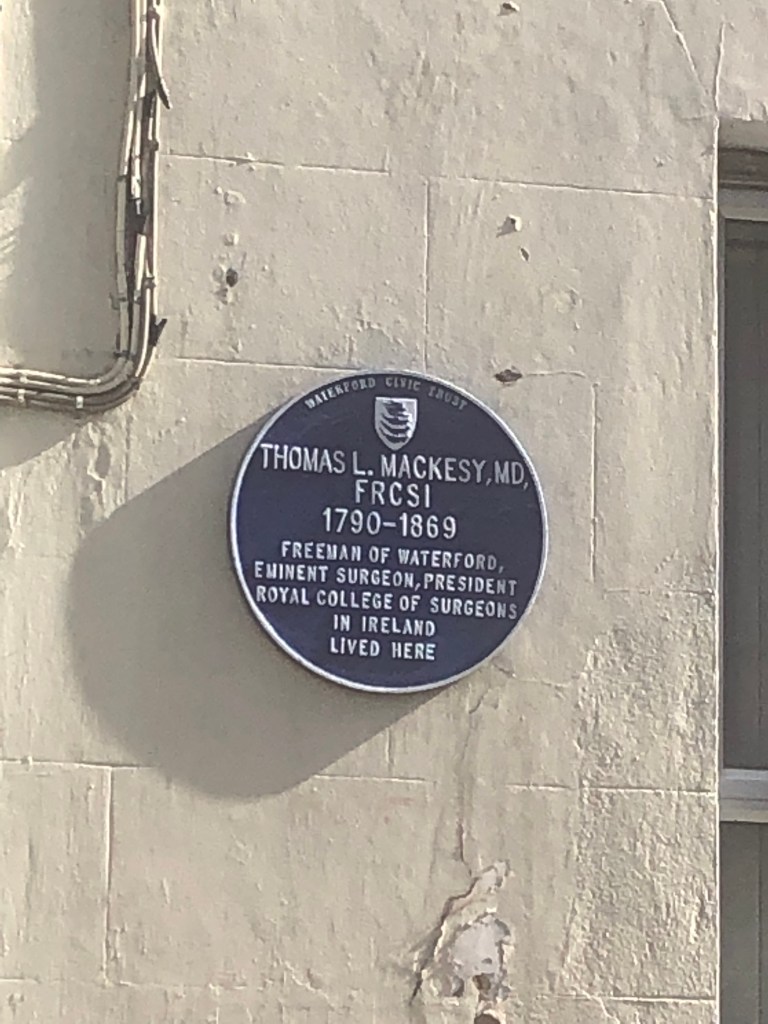 WATERFORD CIVIC TRUST
THOMAS L. MACKESY, MD,
FRCSI
1790-1869
FREEMAN OF WATERFORD,
EMINENT SURGEON, PRESIDENT
ROYAL COLLEGE OF SURGEONS
IN IRELAND
LIVED HERE